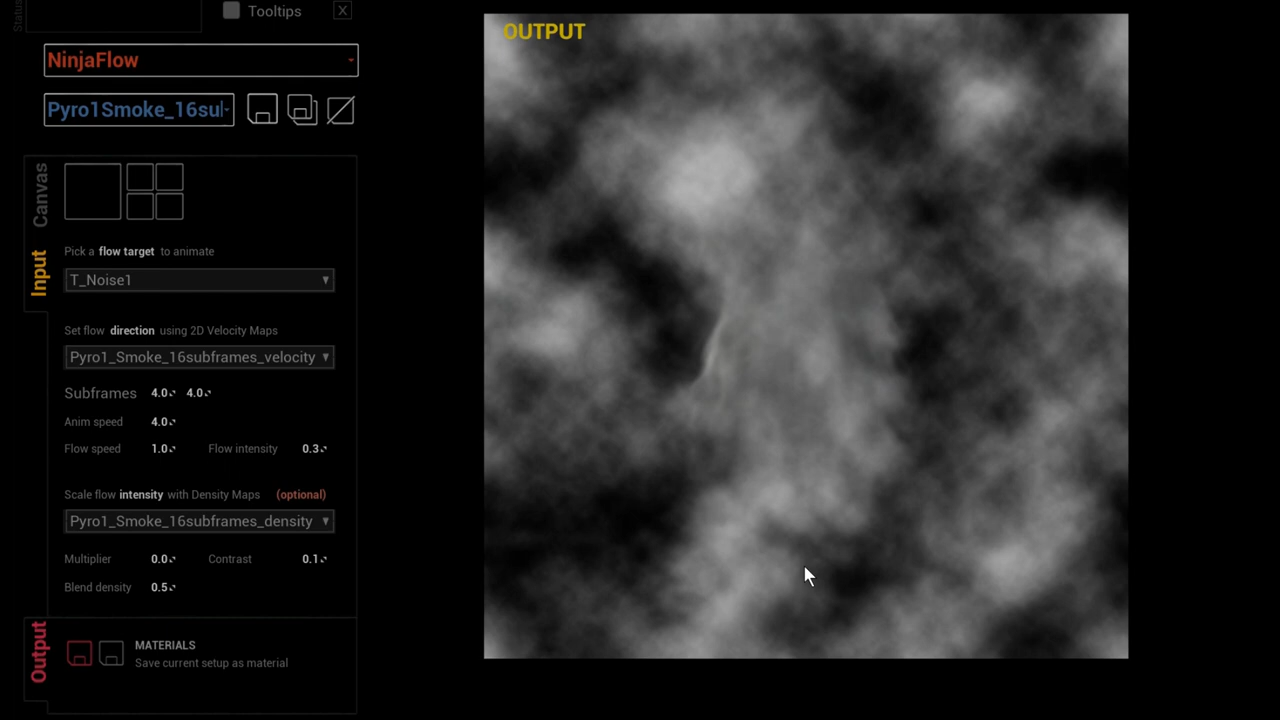 Status
Tooltips
X
NinjaFlow
Pyro1Smoke_16sul
Canvas
Input
Pick a flow target to animate
T_Noise1
Set flow direction using 2D Velocity Maps
Pyro1_Smoke_16subframes_velocity
Subframes 4.0 4.0
Anim speed 4.0
Flow speed 1.0 Flow intensity 0.3
Scale flow intensity with Density Maps (optional)
Pyro1_Smoke_16subframes_density
Multiplier 0.0 Contrast 0.1
Blend density 0.5
Output
MATERIALS
Save current setup as material
OUTPUT